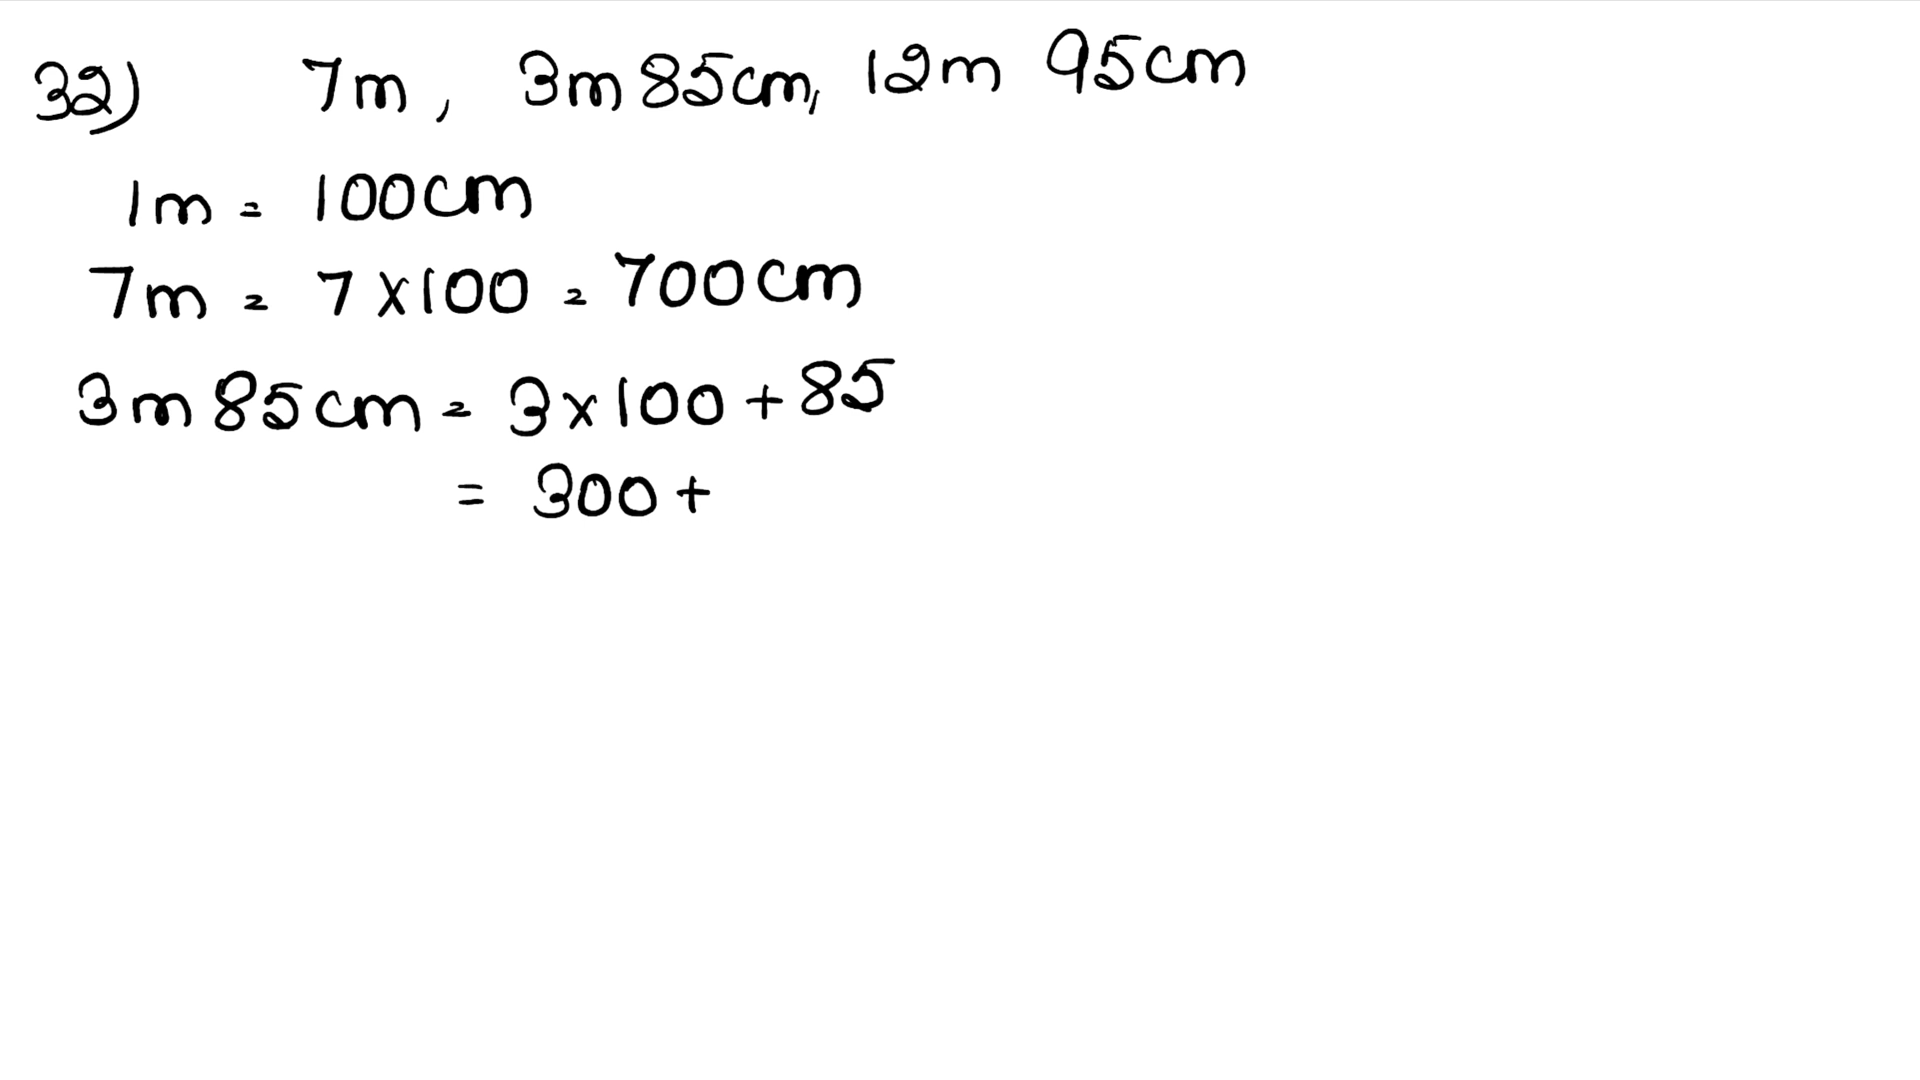 32) 7m, 3m 85cm, 12m 95cm
1m = 100cm
7m = 7×100 = 700cm
3m 85cm = 3×100+85
= 300+